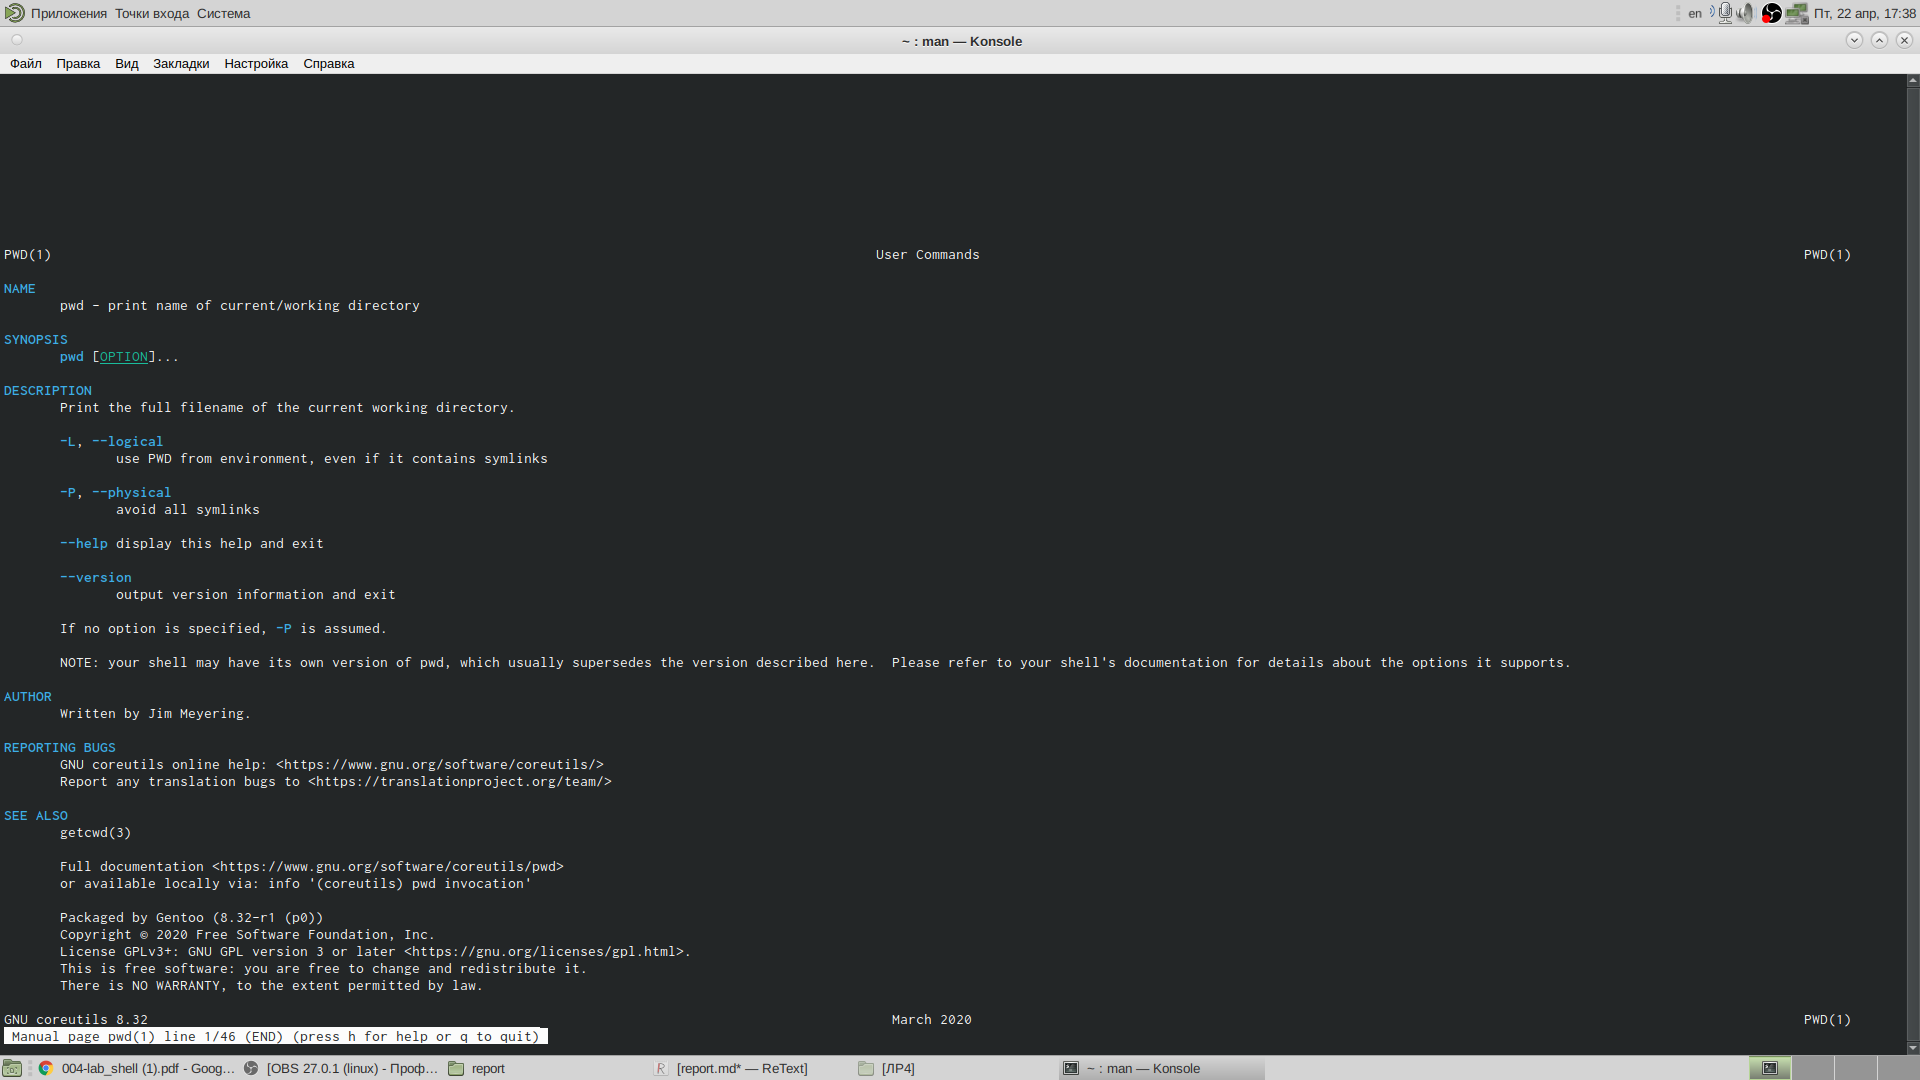 Приложения Точки входа Система en Пт, 22 апр, 17:38
~ : man — Konsole
Файл Правка Вид Закладки Настройка Справка
PWD(1) User Commands PWD(1)
NAME
pwd - print name of current/working directory
SYNOPSIS
pwd [OPTION]...
DESCRIPTION
Print the full filename of the current working directory.
-L, --logical
use PWD from environment, even if it contains symlinks
-P, --physical
avoid all symlinks
--help display this help and exit
--version
output version information and exit
If no option is specified, -P is assumed.
NOTE: your shell may have its own version of pwd, which usually supersedes the version described here.  Please refer to your shell's documentation for details about the options it supports.
AUTHOR
Written by Jim Meyering.
REPORTING BUGS
GNU coreutils online help: <https://www.gnu.org/software/coreutils/>
Report any translation bugs to <https://translationproject.org/team/>
SEE ALSO
getcwd(3)
Full documentation <https://www.gnu.org/software/coreutils/pwd>
or available locally via: info '(coreutils) pwd invocation'
Packaged by Gentoo (8.32-r1 (p0))
Copyright © 2020 Free Software Foundation, Inc.
License GPLv3+: GNU GPL version 3 or later <https://gnu.org/licenses/gpl.html>.
This is free software: you are free to change and redistribute it.
There is NO WARRANTY, to the extent permitted by law.
GNU coreutils 8.32 March 2020 PWD(1)
Manual page pwd(1) line 1/46 (END) (press h for help or q to quit)
004-lab_shell (1).pdf - Goog... [OBS 27.0.1 (linux) - Проф... report [report.md* — ReText] [ЛР4] ~ : man — Konsole